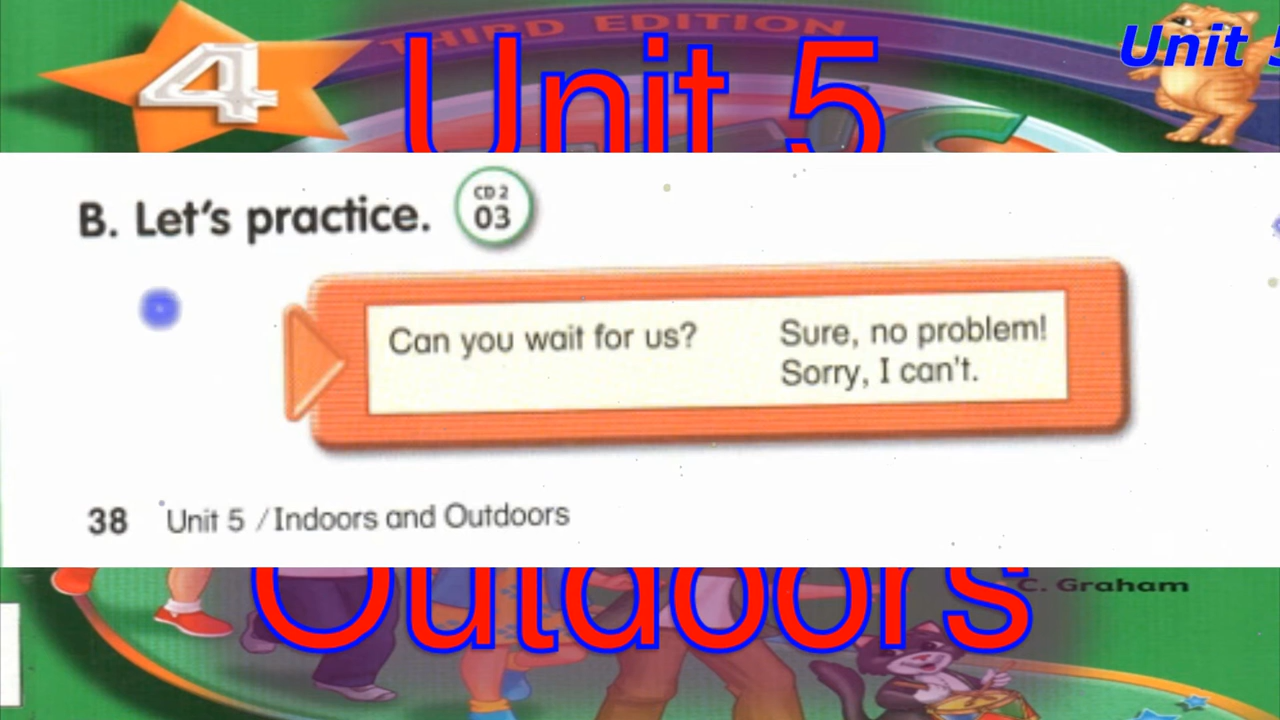 4
THIRD EDITION
Unit 5
Unit 5
B. Let's practice.
CD 2
03
Can you wait for us?
Sure, no problem!
Sorry, I can't.
38 Unit 5 / Indoors and Outdoors
Outdoors
C. Graham